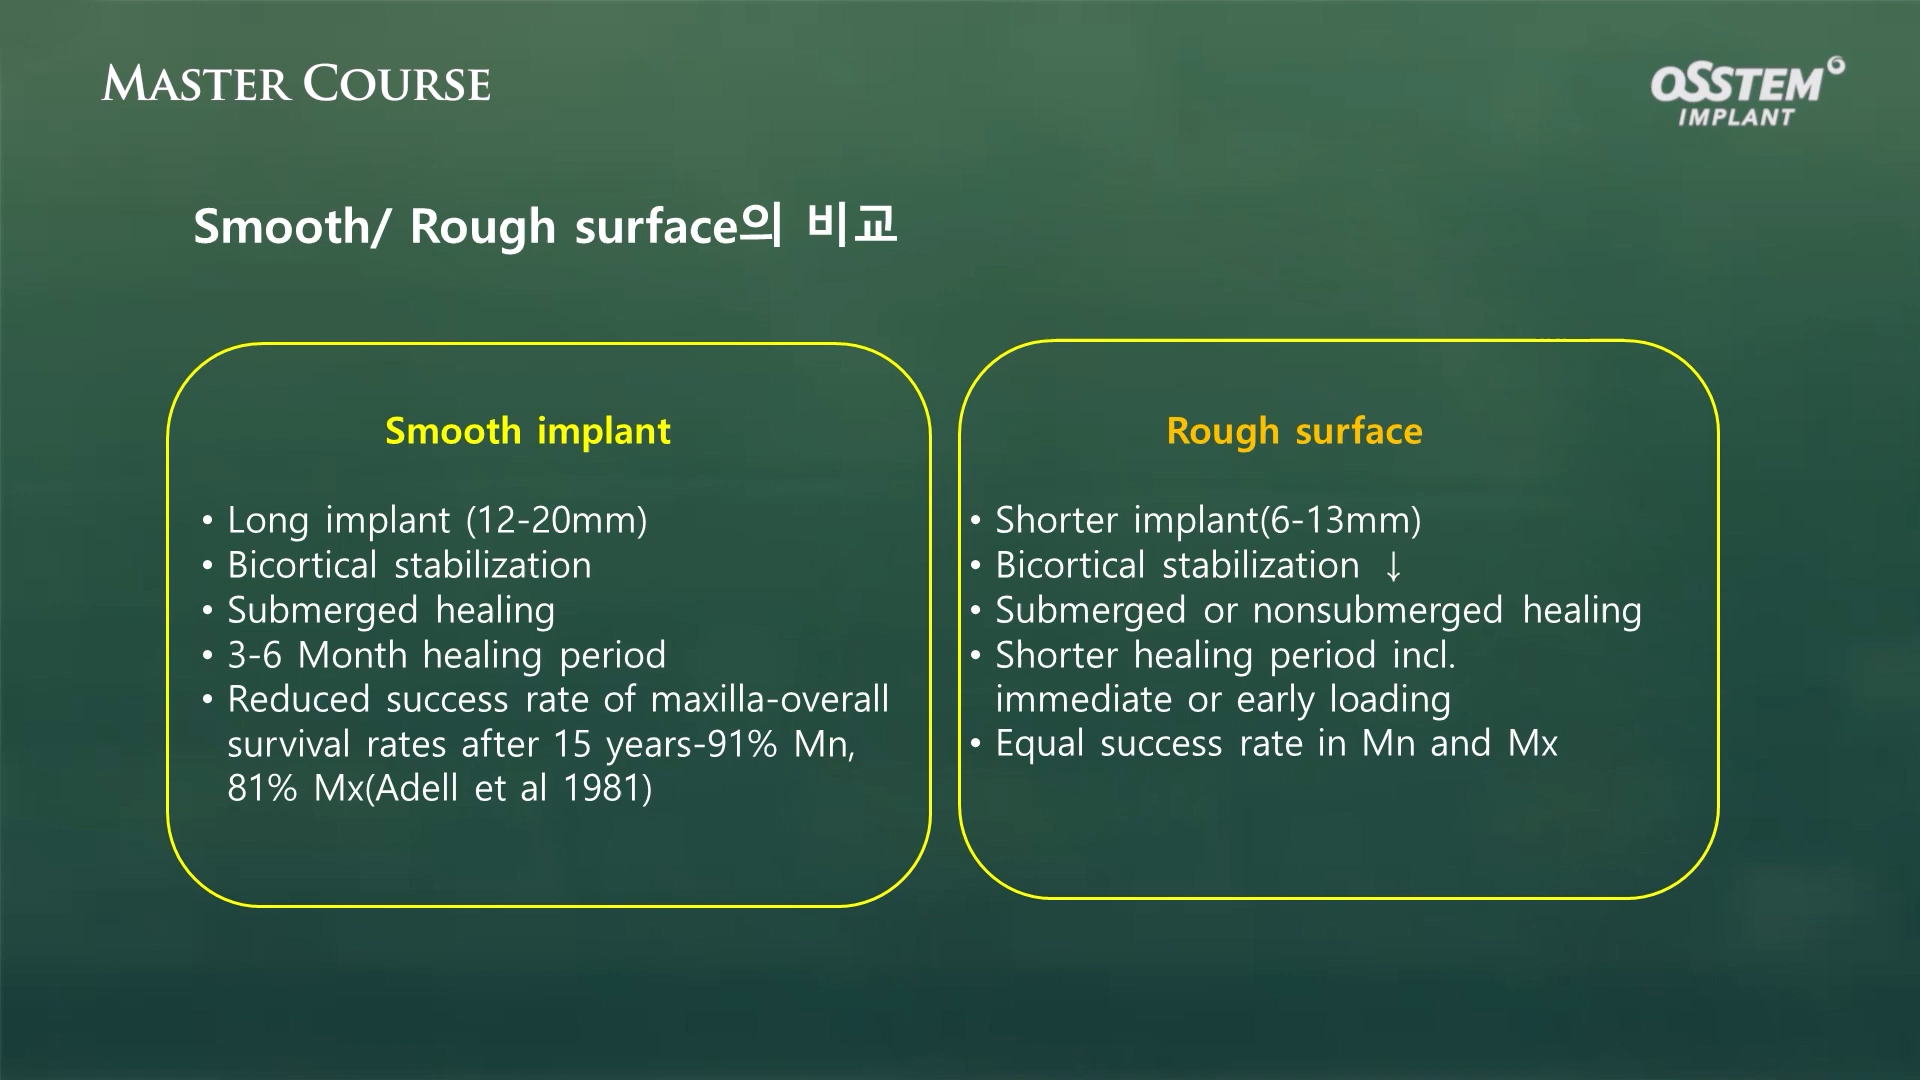 MASTER COURSE
OSSTEM
IMPLANT
Smooth/ Rough surface의 비교
Smooth implant
• Long implant (12-20mm)
• Bicortical stabilization
• Submerged healing
• 3-6 Month healing period
• Reduced success rate of maxilla-overall
survival rates after 15 years-91% Mn,
81% Mx(Adell et al 1981)
Rough surface
• Shorter implant(6-13mm)
• Bicortical stabilization ↓
• Submerged or nonsubmerged healing
• Shorter healing period incl.
immediate or early loading
• Equal success rate in Mn and Mx